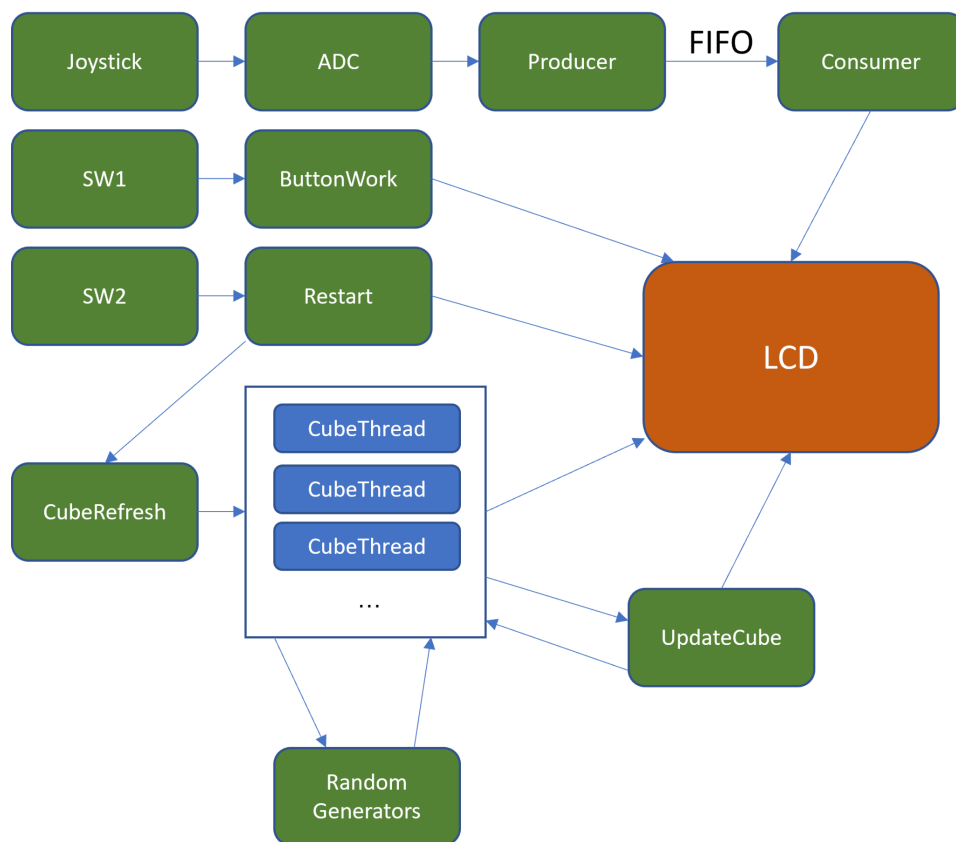 Joystick
ADC
Producer
FIFO
Consumer
SW1
ButtonWork
SW2
Restart
LCD
CubeThread
CubeThread
CubeThread
...
CubeRefresh
UpdateCube
Random
Generators